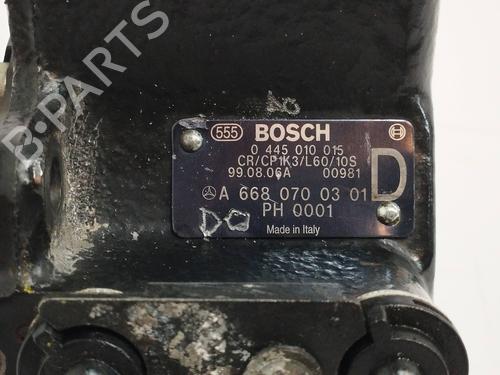 B-PARTS
555 BOSCH
0 445 010 015
CR/CP1K3/L60/10S
99.08.06A 00981
A 668 070 03 01 D
PH 0001
Made in Italy